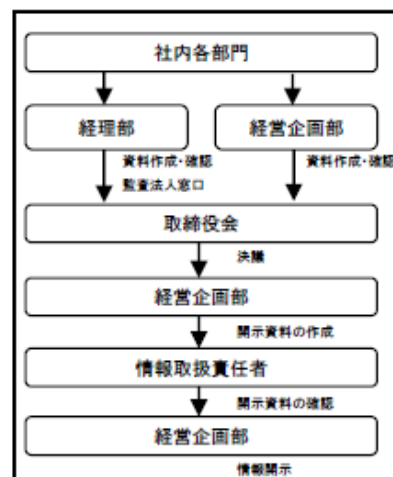 社内各部門
経理部
経営企画部
資料作成・確認
監査法人窓口
資料作成・確認
取締役会
決議
経営企画部
開示資料の作成
情報取扱責任者
開示資料の確認
経営企画部
情報開示